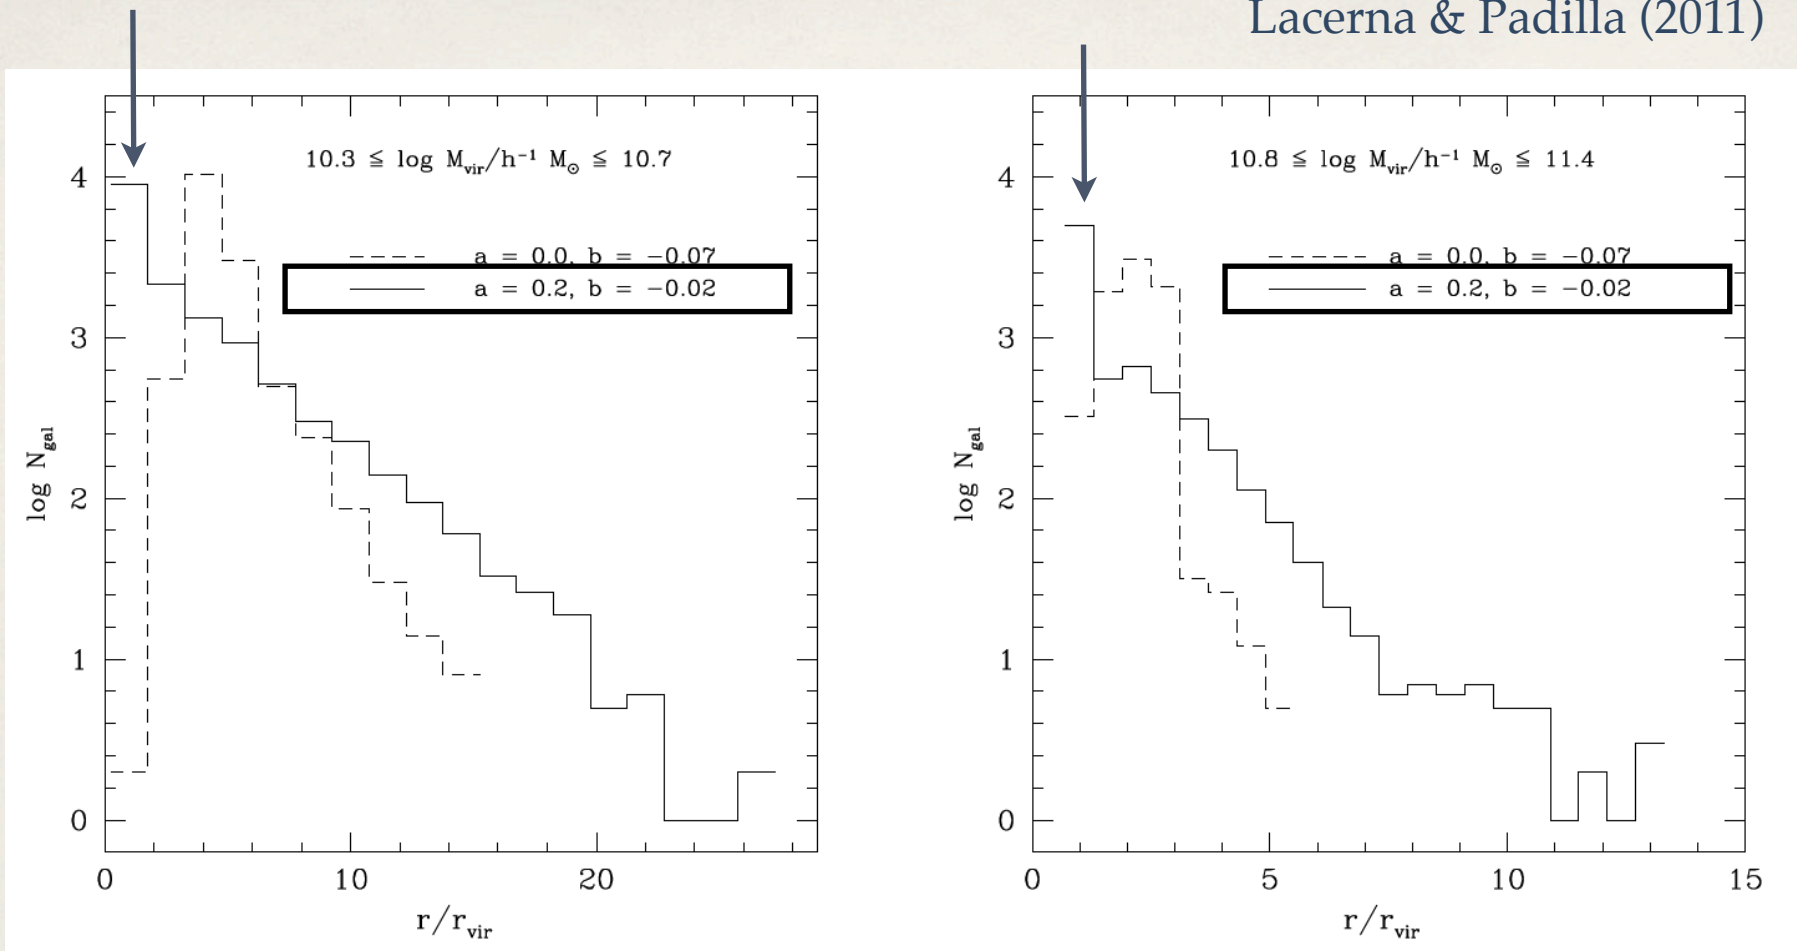 Lacerna & Padilla (2011)
10.3 ≦ log M_vir/h⁻¹ M_⊙ ≦ 10.7
a = 0.0, b = −0.07
a = 0.2, b = −0.02
4
3
2
1
0
log N_gal
0 10 20
r/r_vir
10.8 ≦ log M_vir/h⁻¹ M_⊙ ≦ 11.4
a = 0.0, b = −0.07
a = 0.2, b = −0.02
4
3
2
1
0
log N_gal
0 5 10 15
r/r_vir